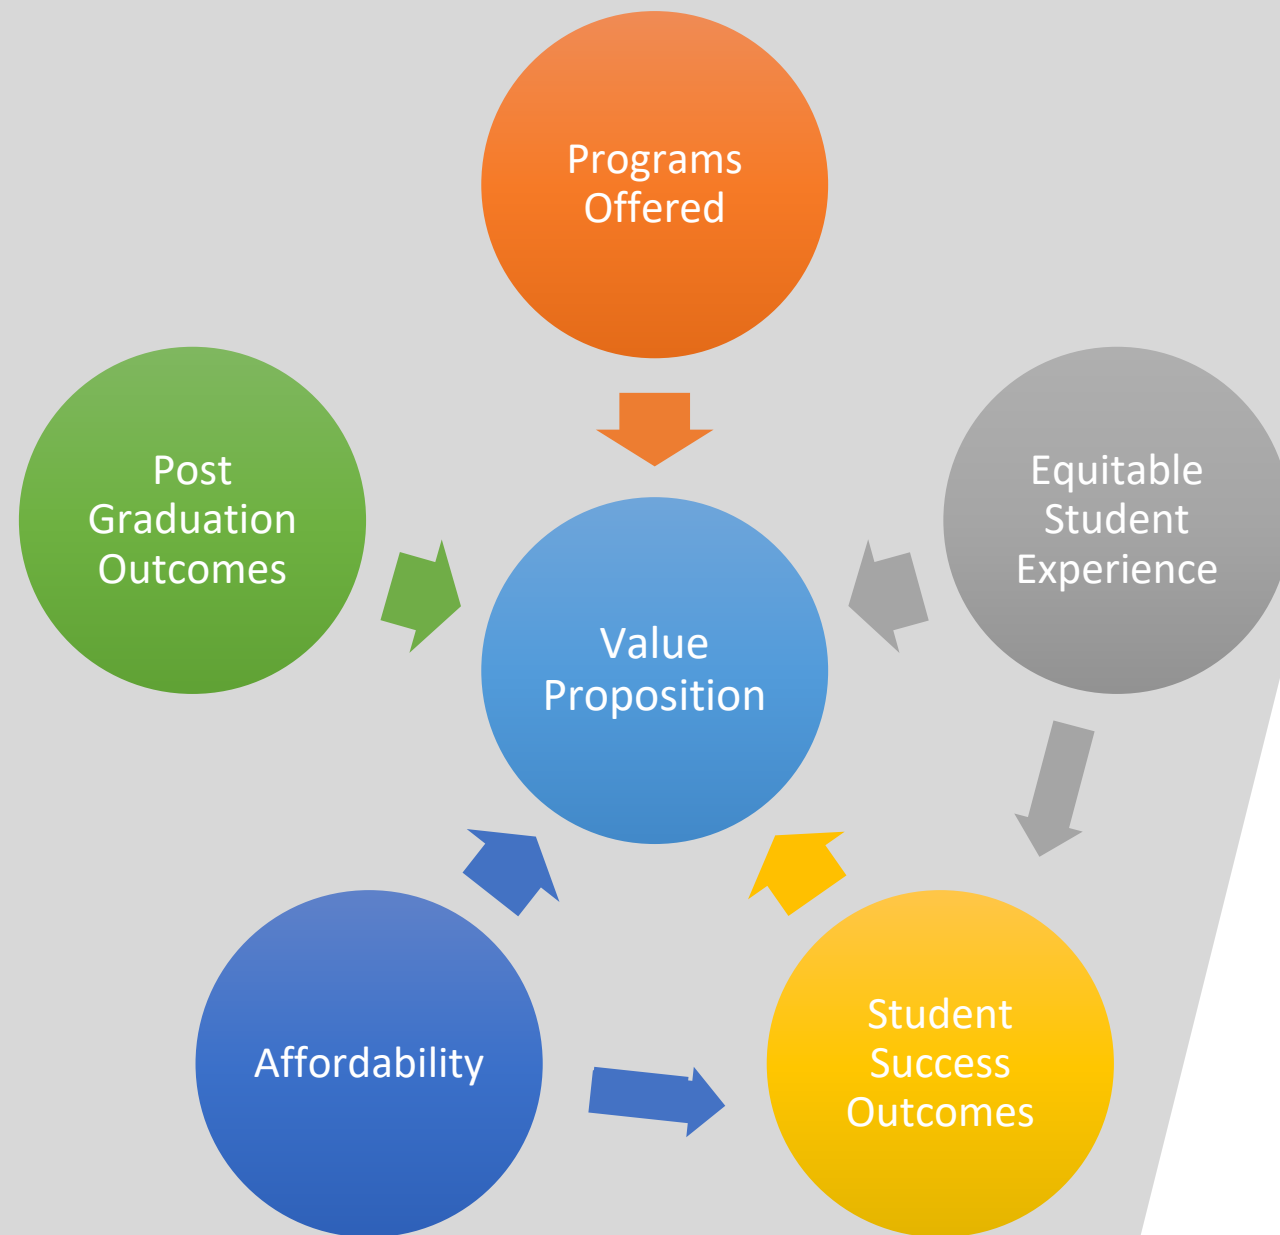 Programs
Offered
Post
Graduation
Outcomes
Equitable
Student
Experience
Value
Proposition
Affordability
Student
Success
Outcomes